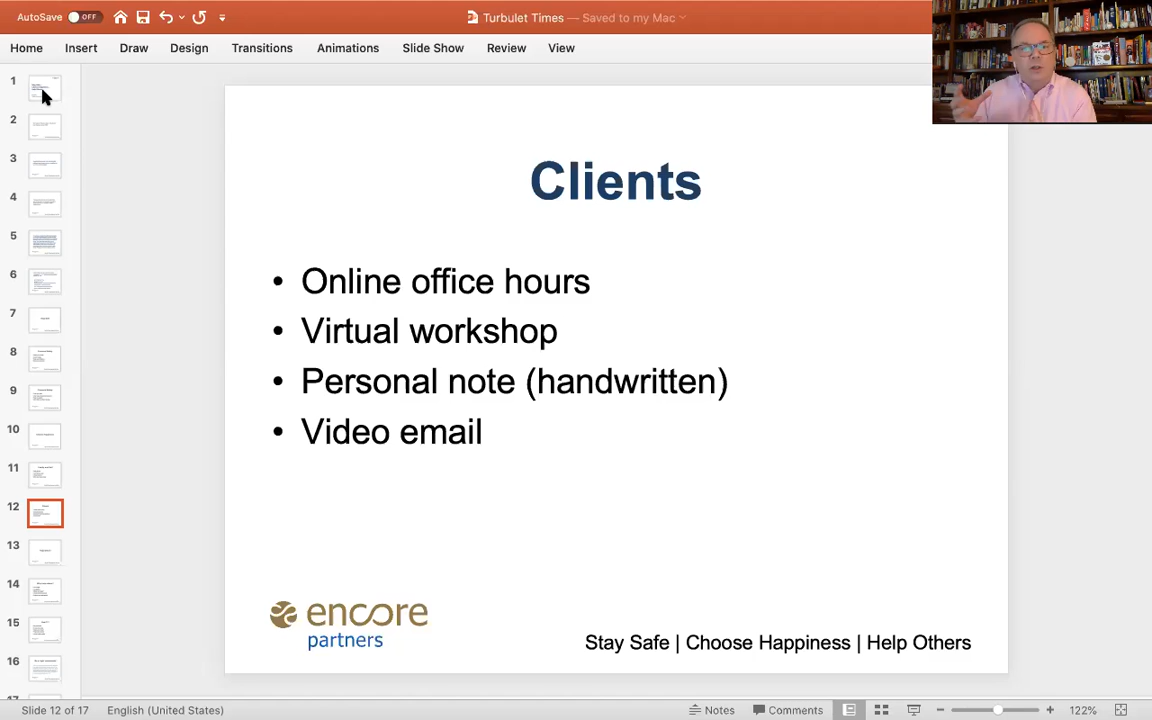 AutoSave OFF
Turbulet Times — Saved to my Mac
Home Insert Draw Design Transitions Animations Slide Show Review View
1
2
3
4
5
6
7
8
9
10
11
12
13
14
15
16
17
Clients
• Online office hours
• Virtual workshop
• Personal note (handwritten)
• Video email
encore
partners
Stay Safe | Choose Happiness | Help Others
Slide 12 of 17 English (United States) Notes Comments 122%